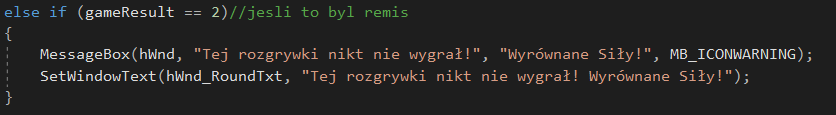 else if (gameResult == 2)//jesli to byl remis
{
MessageBox(hWnd, "Tej rozgrywki nikt nie wygrał!", "Wyrównane Siły!", MB_ICONWARNING);
SetWindowText(hWnd_RoundTxt, "Tej rozgrywki nikt nie wygrał! Wyrównane Siły!");
}